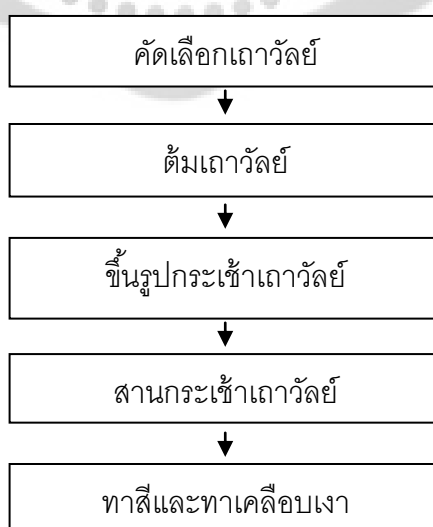 คัดเลือกเถาวัลย์
ต้มเถาวัลย์
ขึ้นรูปกระเช้าเถาวัลย์
สานกระเช้าเถาวัลย์
ทาสีและทาเคลือบเงา